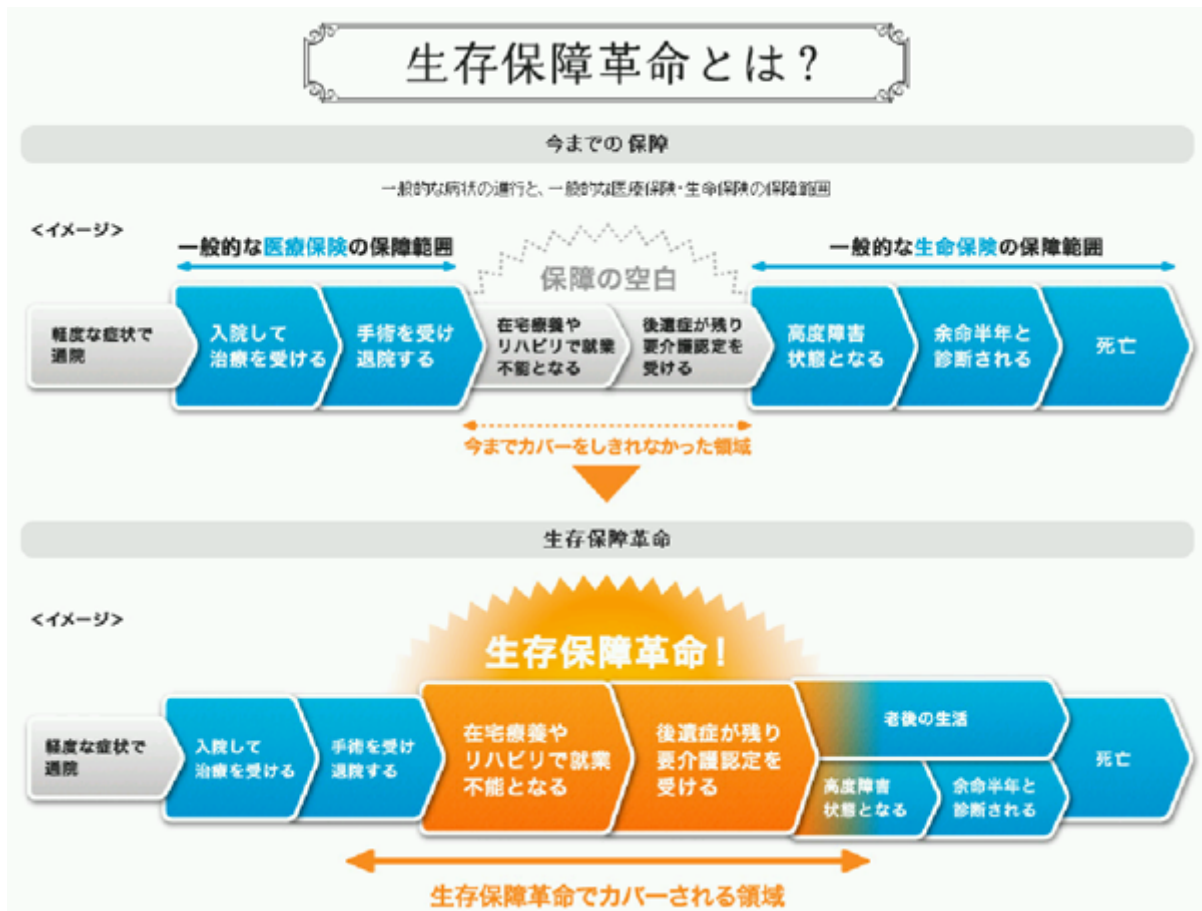 生存保障革命とは？
今までの保障
一般的な病状の進行と、一般的な医療保険・生命保険の保障範囲
<イメージ>
一般的な医療保険の保障範囲
保障の空白
一般的な生命保険の保障範囲
軽度な症状で
通院
入院して
治療を受ける
手術を受け
退院する
在宅療養や
リハビリで就業
不能となる
後遺症が残り
要介護認定を
受ける
高度障害
状態となる
余命半年と
診断される
死亡
今までカバーをしきれなかった領域
生存保障革命
<イメージ>
生存保障革命！
軽度な症状で
通院
入院して
治療を受ける
手術を受け
退院する
在宅療養や
リハビリで就業
不能となる
後遺症が残り
要介護認定を
受ける
老後の生活
高度障害
状態となる
余命半年と
診断される
死亡
生存保障革命でカバーされる領域